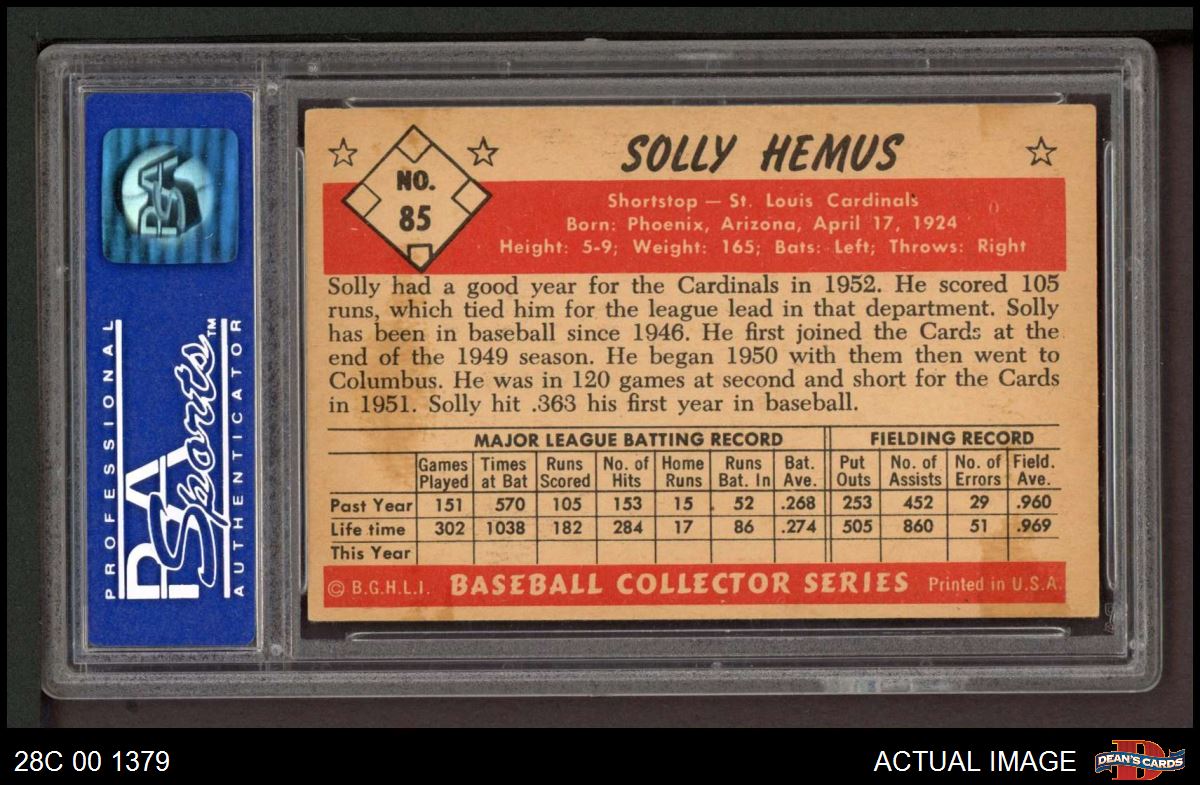 SOLLY HEMUS
NO.
85
Shortstop — St. Louis Cardinals
Born: Phoenix, Arizona, April 17, 1924
Height: 5-9; Weight: 165; Bats: Left; Throws: Right
Solly had a good year for the Cardinals in 1952. He scored 105
runs, which tied him for the league lead in that department. Solly
has been in baseball since 1946. He first joined the Cards at the
end of the 1949 season. He began 1950 with them then went to
Columbus. He was in 120 games at second and short for the Cards
in 1951. Solly hit .363 his first year in baseball.
MAJOR LEAGUE BATTING RECORD FIELDING RECORD
Games Times Runs No. of Home Runs Bat. Put No. of No. of Field.
Played at Bat Scored Hits Runs Bat. In Ave. Outs Assists Errors Ave.
Past Year 151 570 105 153 15 52 .268 253 452 29 .960
Life time 302 1038 182 284 17 86 .274 505 860 51 .969
This Year
© B.G.H.L.I. BASEBALL COLLECTOR SERIES Printed in U.S.A.
PSA
PROFESSIONAL
PSA Sports™
AUTHENTICATOR
28C 00 1379
ACTUAL IMAGE
D
DEAN'S CARDS